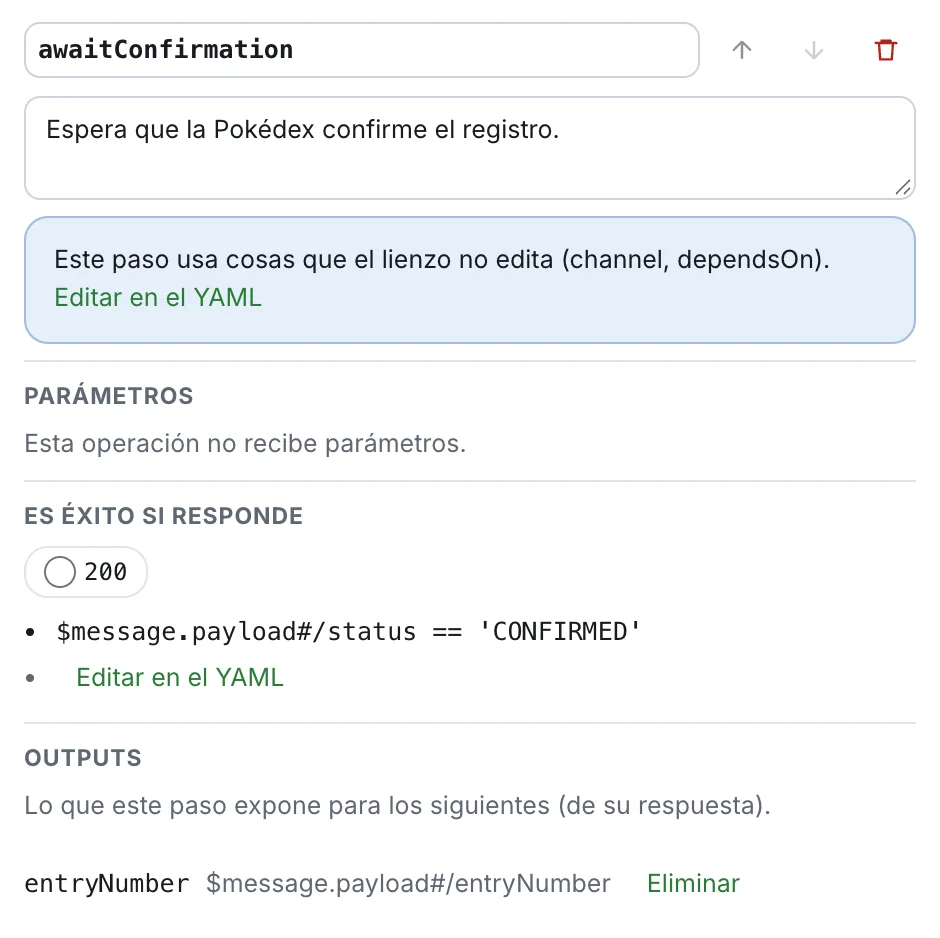 awaitConfirmation
Espera que la Pokédex confirme el registro.
Este paso usa cosas que el lienzo no edita (channel, dependsOn).
Editar en el YAML
PARÁMETROS
Esta operación no recibe parámetros.
ES ÉXITO SI RESPONDE
200
• $message.payload#/status == 'CONFIRMED'
• Editar en el YAML
OUTPUTS
Lo que este paso expone para los siguientes (de su respuesta).
entryNumber $message.payload#/entryNumber Eliminar